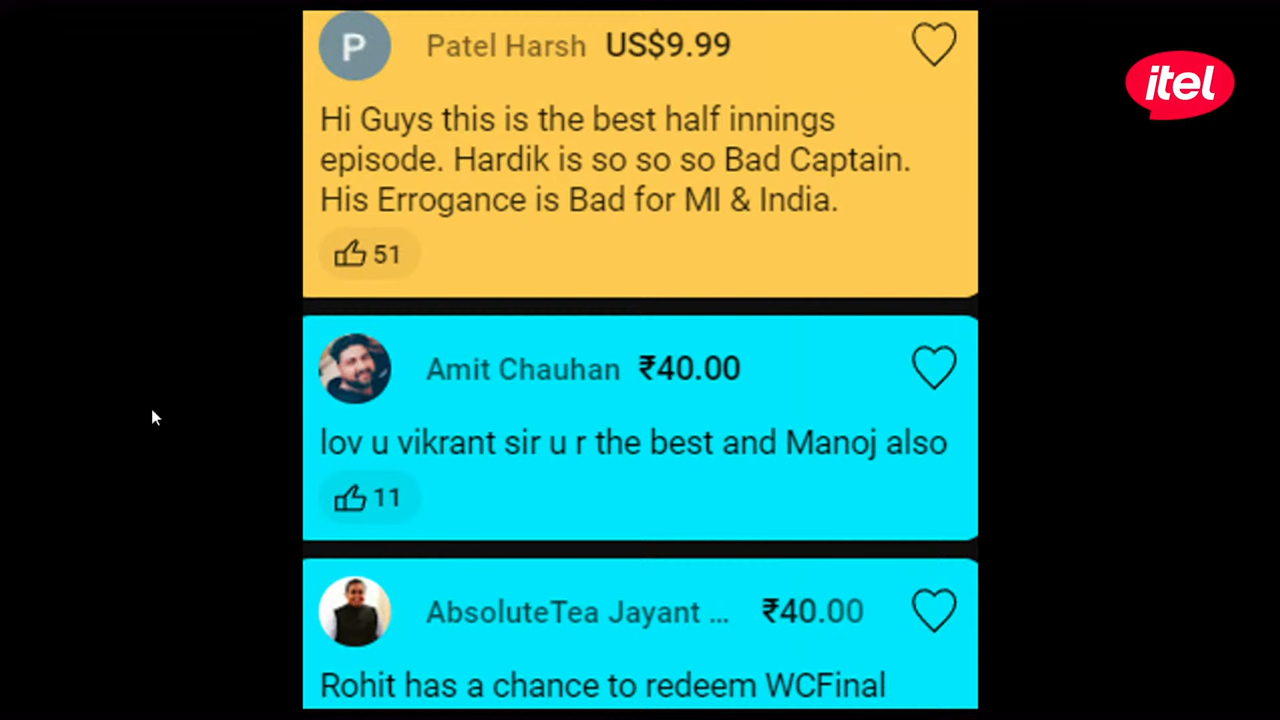 P Patel Harsh US$9.99
itel
Hi Guys this is the best half innings
episode. Hardik is so so so Bad Captain.
His Errogance is Bad for MI & India.
51
Amit Chauhan ₹40.00
lov u vikrant sir u r the best and Manoj also
11
AbsoluteTea Jayant ... ₹40.00
Rohit has a chance to redeem WCFinal